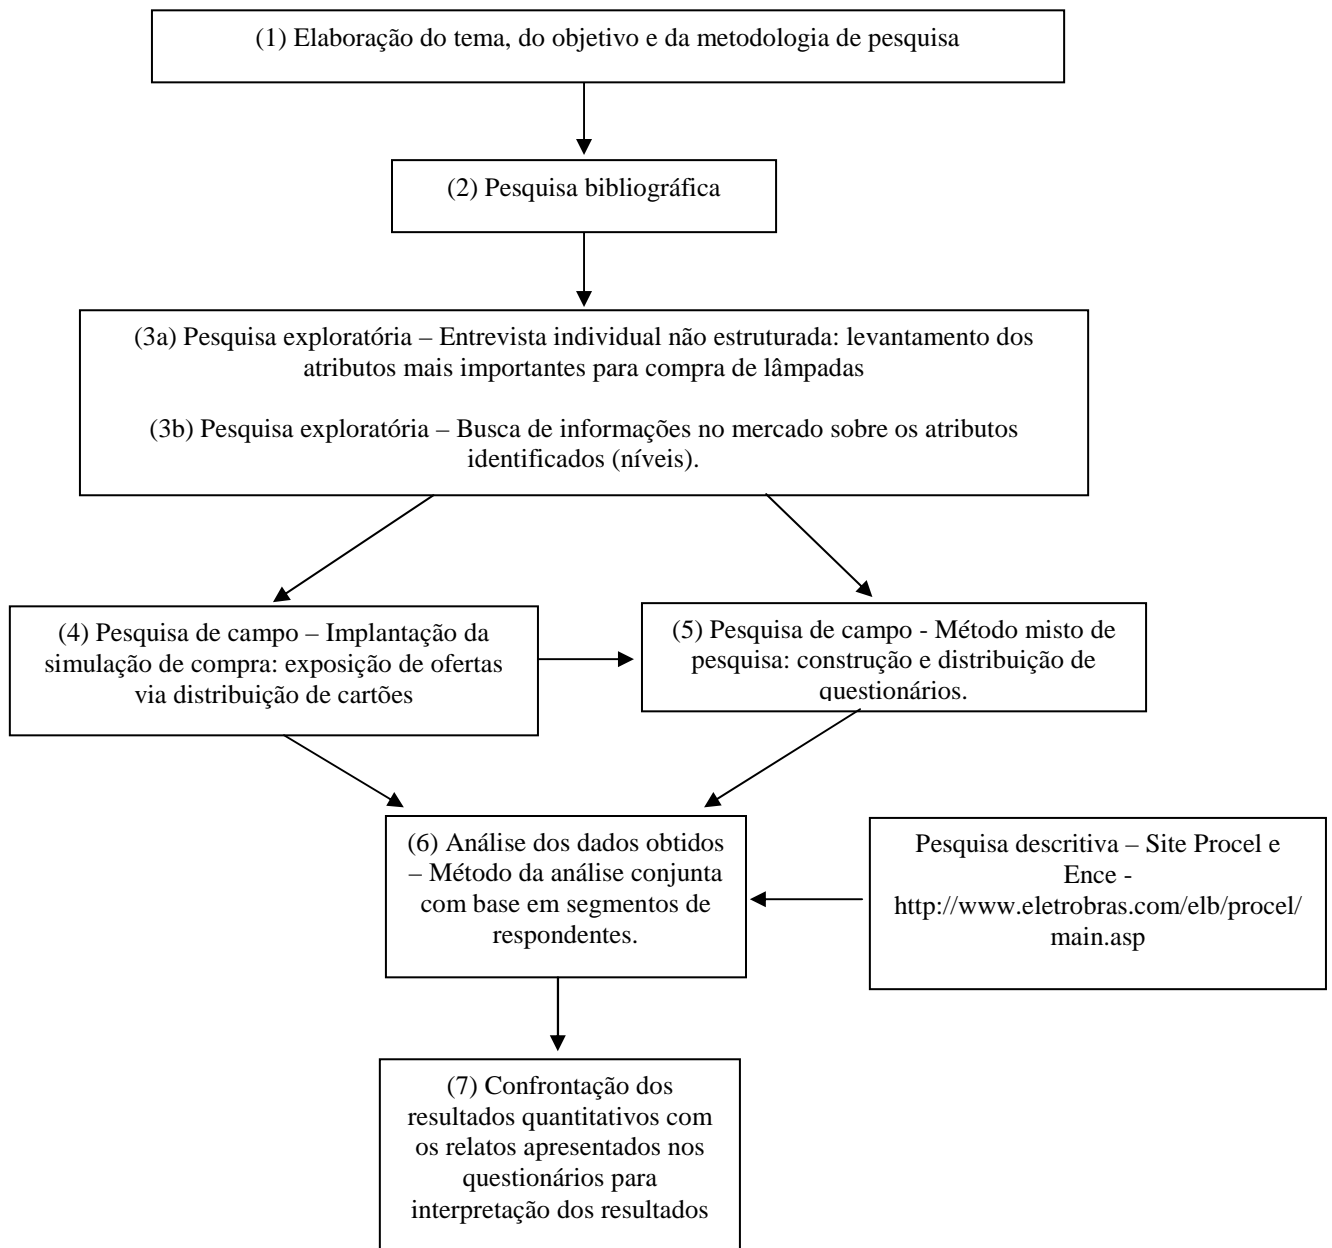 (1) Elaboração do tema, do objetivo e da metodologia de pesquisa
(2) Pesquisa bibliográfica
(3a) Pesquisa exploratória – Entrevista individual não estruturada: levantamento dos
atributos mais importantes para compra de lâmpadas
(3b) Pesquisa exploratória – Busca de informações no mercado sobre os atributos
identificados (níveis).
(4) Pesquisa de campo – Implantação da
simulação de compra: exposição de ofertas
via distribuição de cartões
(5) Pesquisa de campo - Método misto de
pesquisa: construção e distribuição de
questionários.
(6) Análise dos dados obtidos
– Método da análise conjunta
com base em segmentos de
respondentes.
Pesquisa descritiva – Site Procel e
Ence -
http://www.eletrobras.com/elb/procel/
main.asp
(7) Confrontação dos
resultados quantitativos com
os relatos apresentados nos
questionários para
interpretação dos resultados